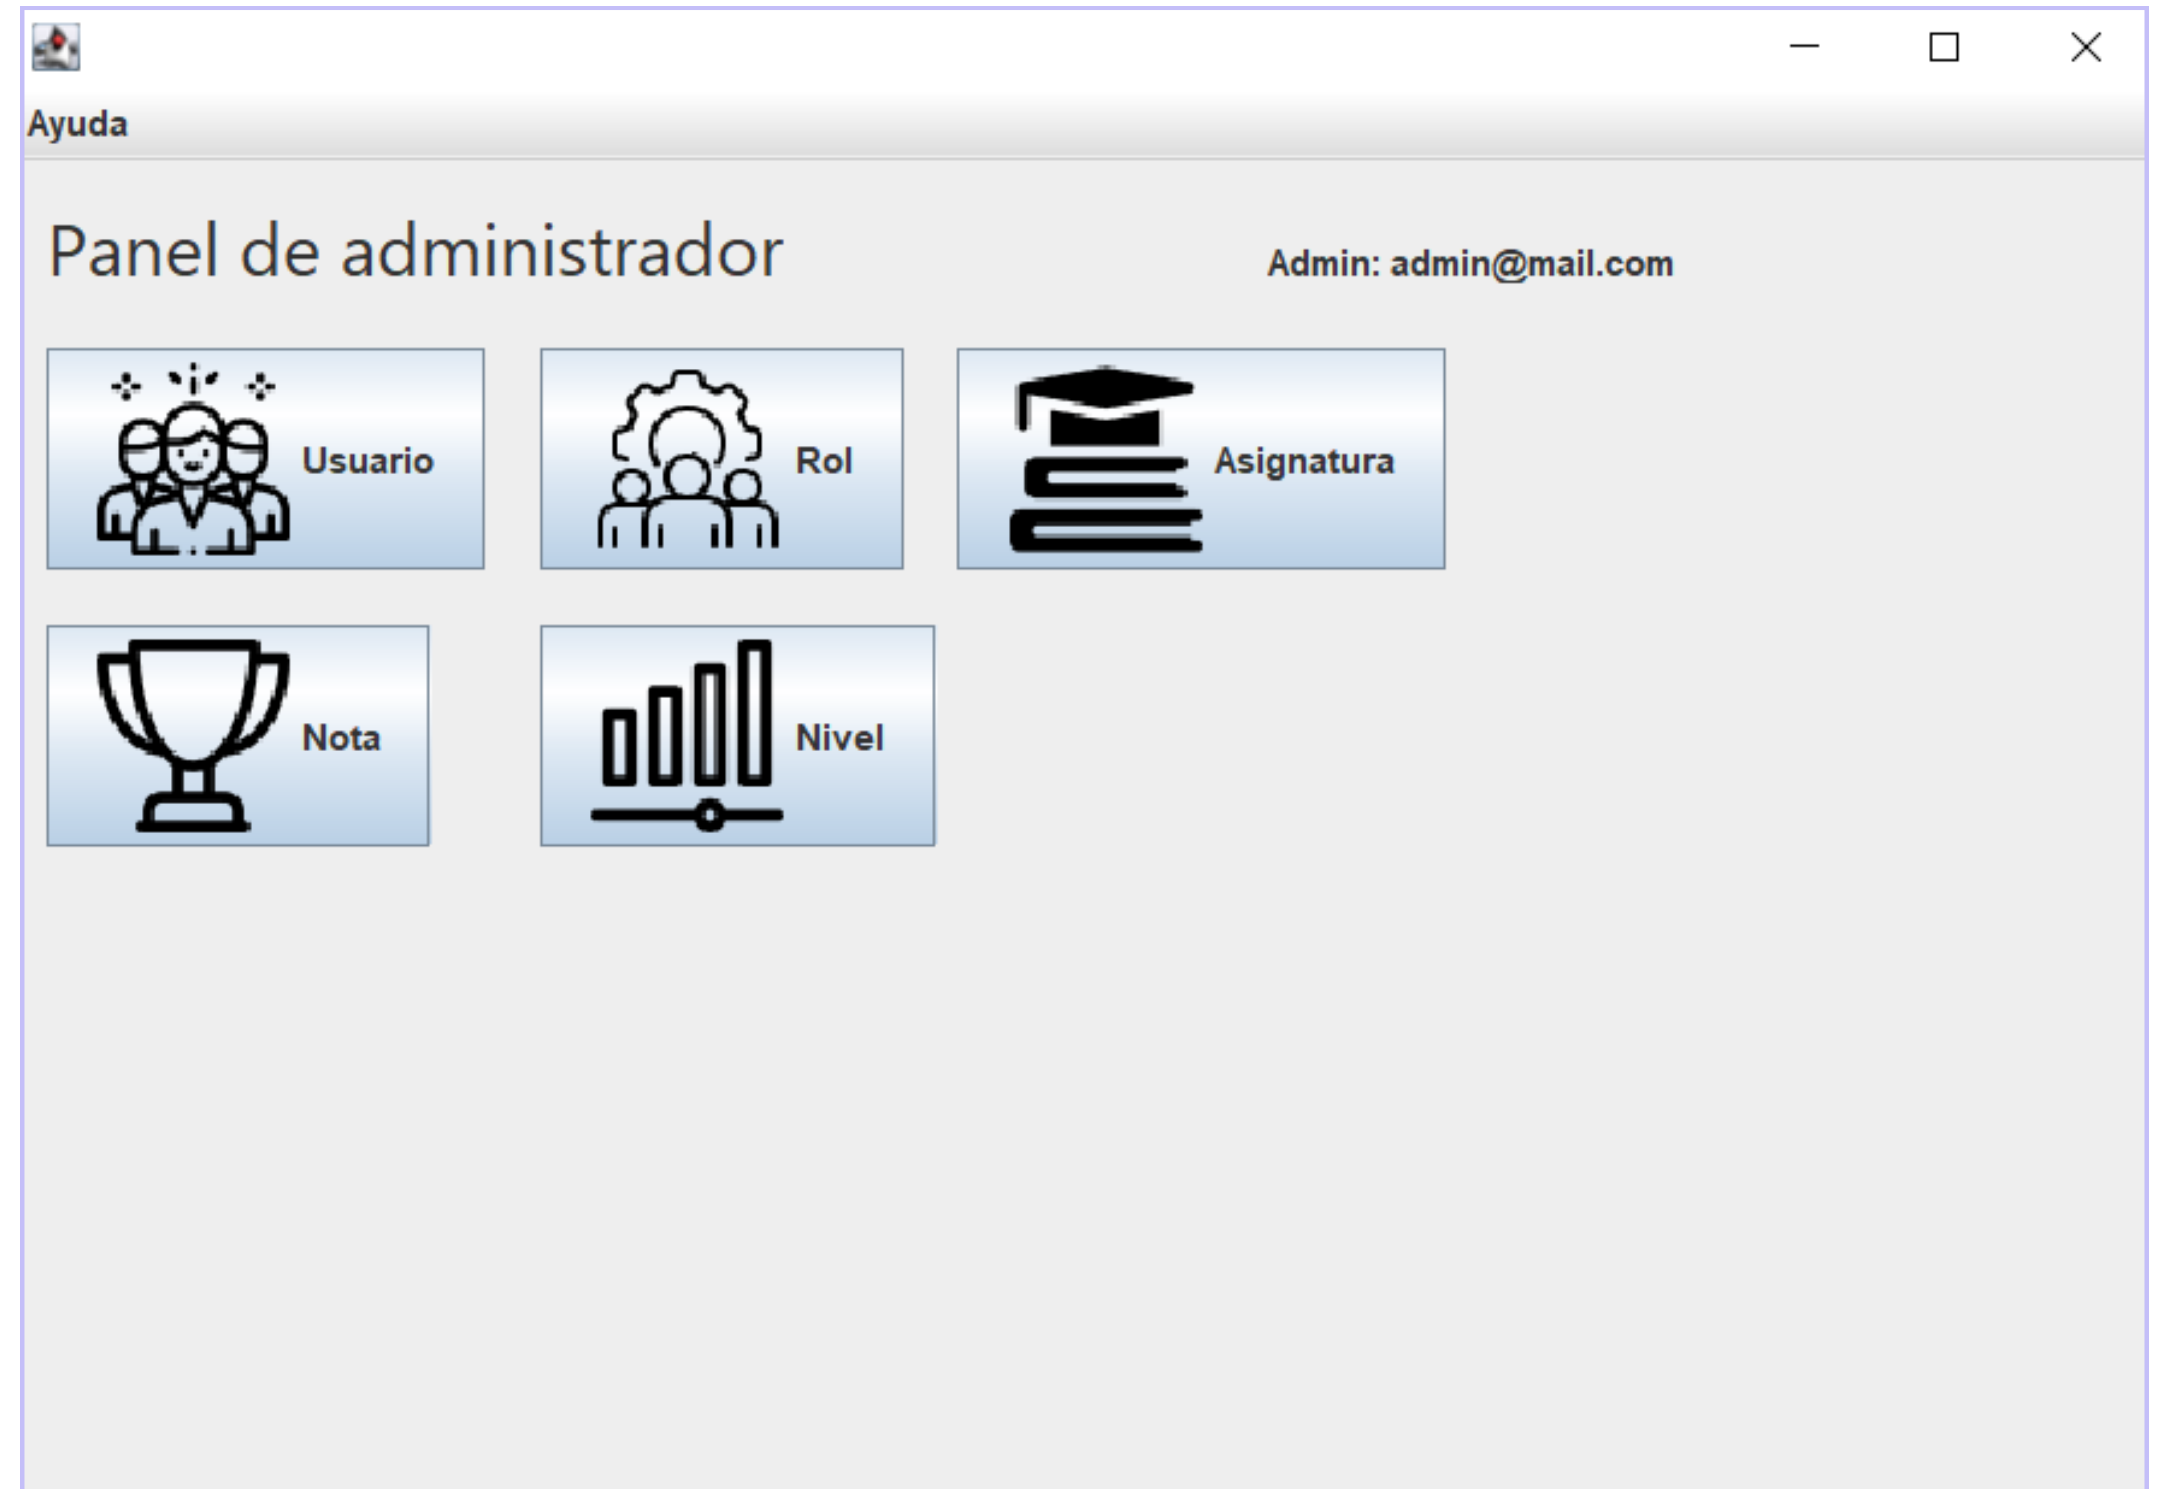 Ayuda
Panel de administrador
Admin: admin@mail.com
Usuario
Rol
Asignatura
Nota
Nivel